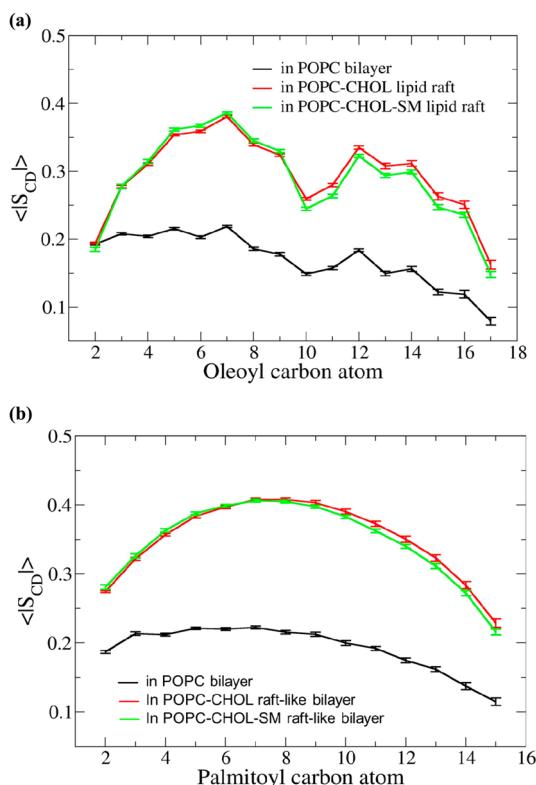 (a)
in POPC bilayer
in POPC-CHOL lipid raft
in POPC-CHOL-SM lipid raft
<|S_CD|>
0.5
0.4
0.3
0.2
0.1
2 4 6 8 10 12 14 16 18
Oleoyl carbon atom
(b)
<|S_CD|>
0.5
0.4
0.3
0.2
0.1
in POPC bilayer
In POPC-CHOL raft-like bilayer
In POPC-CHOL-SM raft-like bilayer
2 4 6 8 10 12 14 16
Palmitoyl carbon atom